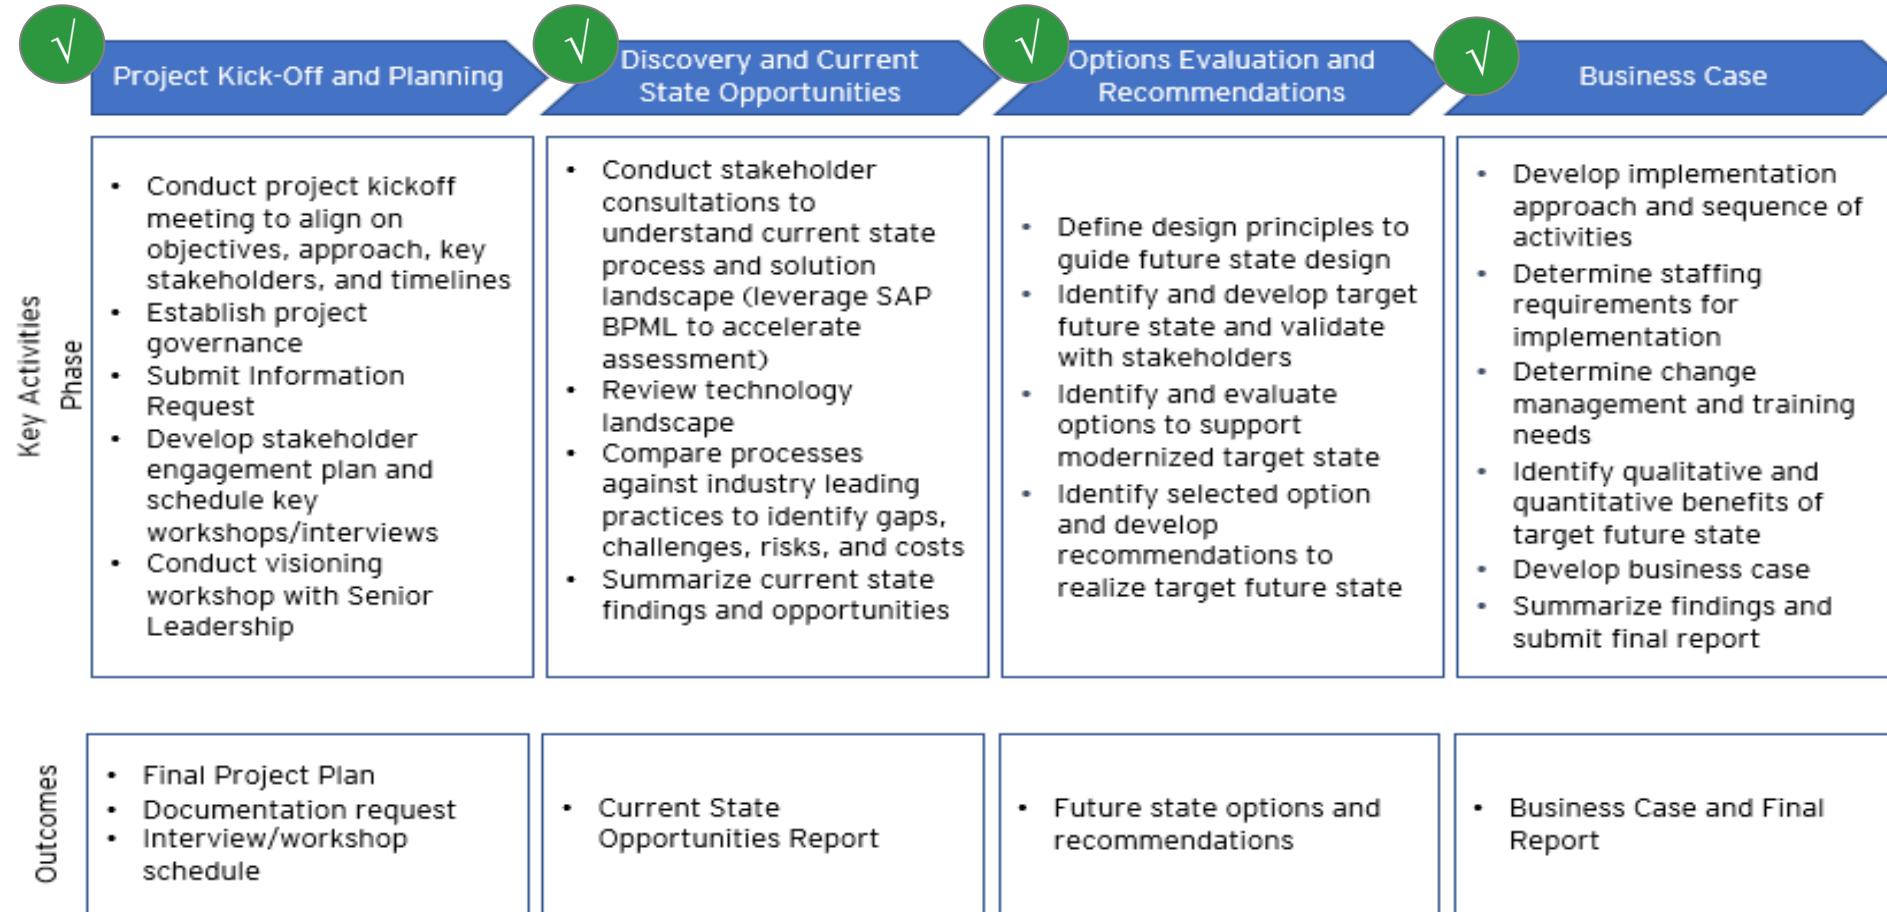 √
Project Kick-Off and Planning
√
Discovery and Current
State Opportunities
√
Options Evaluation and
Recommendations
√
Business Case
Key Activities
Phase
• Conduct project kickoff
meeting to align on
objectives, approach, key
stakeholders, and timelines
• Establish project
governance
• Submit Information
Request
• Develop stakeholder
engagement plan and
schedule key
workshops/interviews
• Conduct visioning
workshop with Senior
Leadership
• Conduct stakeholder
consultations to
understand current state
process and solution
landscape (leverage SAP
BPML to accelerate
assessment)
• Review technology
landscape
• Compare processes
against industry leading
practices to identify gaps,
challenges, risks, and costs
• Summarize current state
findings and opportunities
• Define design principles to
guide future state design
• Identify and develop target
future state and validate
with stakeholders
• Identify and evaluate
options to support
modernized target state
• Identify selected option
and develop
recommendations to
realize target future state
• Develop implementation
approach and sequence of
activities
• Determine staffing
requirements for
implementation
• Determine change
management and training
needs
• Identify qualitative and
quantitative benefits of
target future state
• Develop business case
• Summarize findings and
submit final report
Outcomes
• Final Project Plan
• Documentation request
• Interview/workshop
schedule
• Current State
Opportunities Report
• Future state options and
recommendations
• Business Case and Final
Report